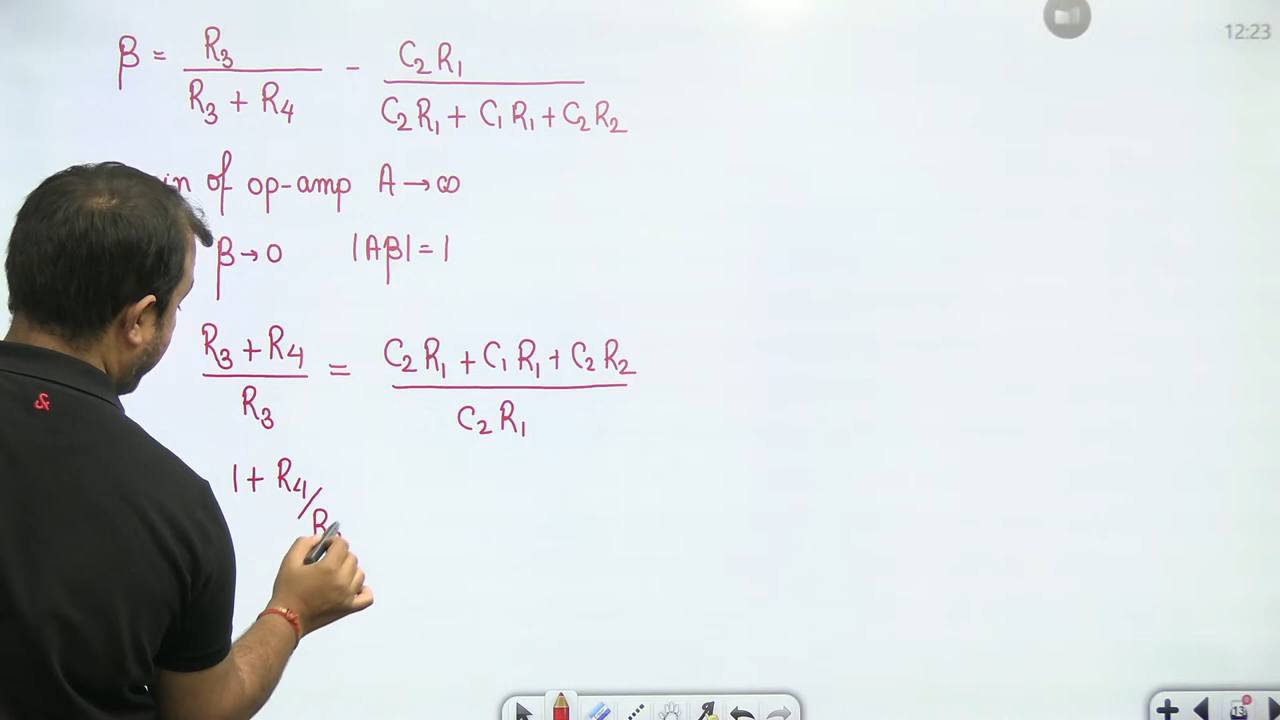 12:23
β = R₃ / (R₃ + R₄) - C₂R₁ / (C₂R₁ + C₁R₁ + C₂R₂)
of op-amp A → ∞
β → 0 |Aβ| = 1
(R₃ + R₄) / R₃ = (C₂R₁ + C₁R₁ + C₂R₂) / C₂R₁
1 + R₄/R
13